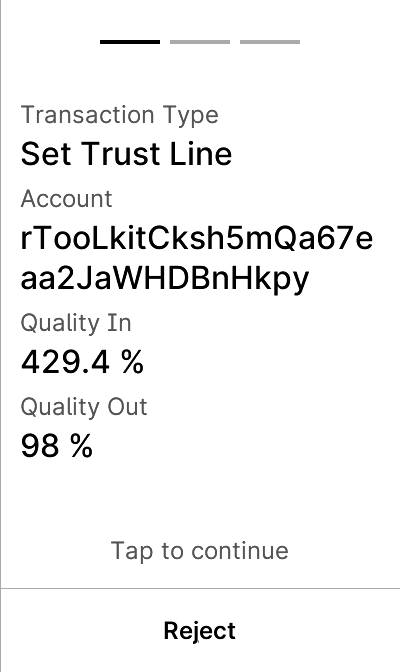 Transaction Type
Set Trust Line
Account
rTooLkitCksh5mQa67e
aa2JaWHDBnHkpy
Quality In
429.4 %
Quality Out
98 %
Tap to continue
Reject